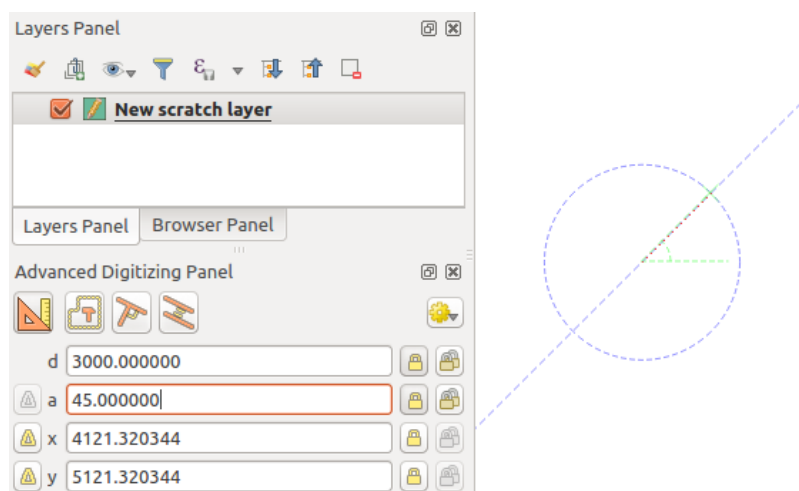 Layers Panel
New scratch layer
Layers Panel Browser Panel
Advanced Digitizing Panel
d 3000.000000
a 45.000000
x 4121.320344
y 5121.320344